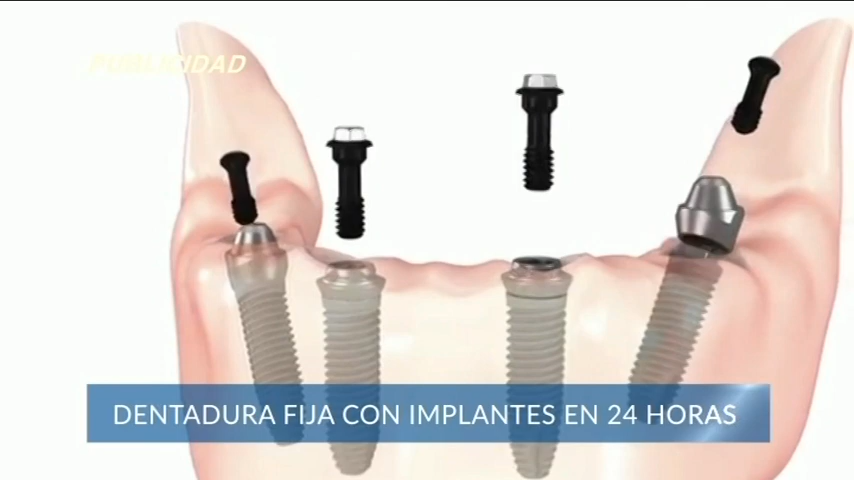 PUBLICIDAD
DENTADURA FIJA CON IMPLANTES EN 24 HORAS